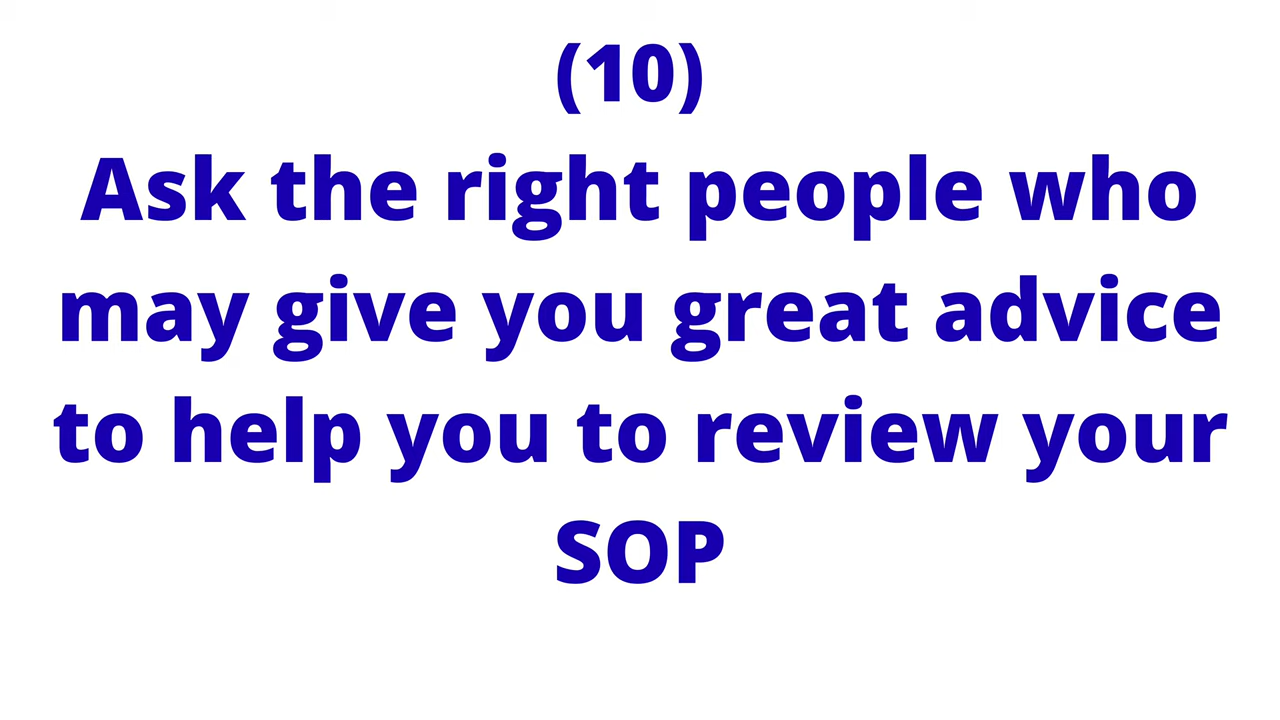 (10)
Ask the right people who
may give you great advice
to help you to review your
SOP